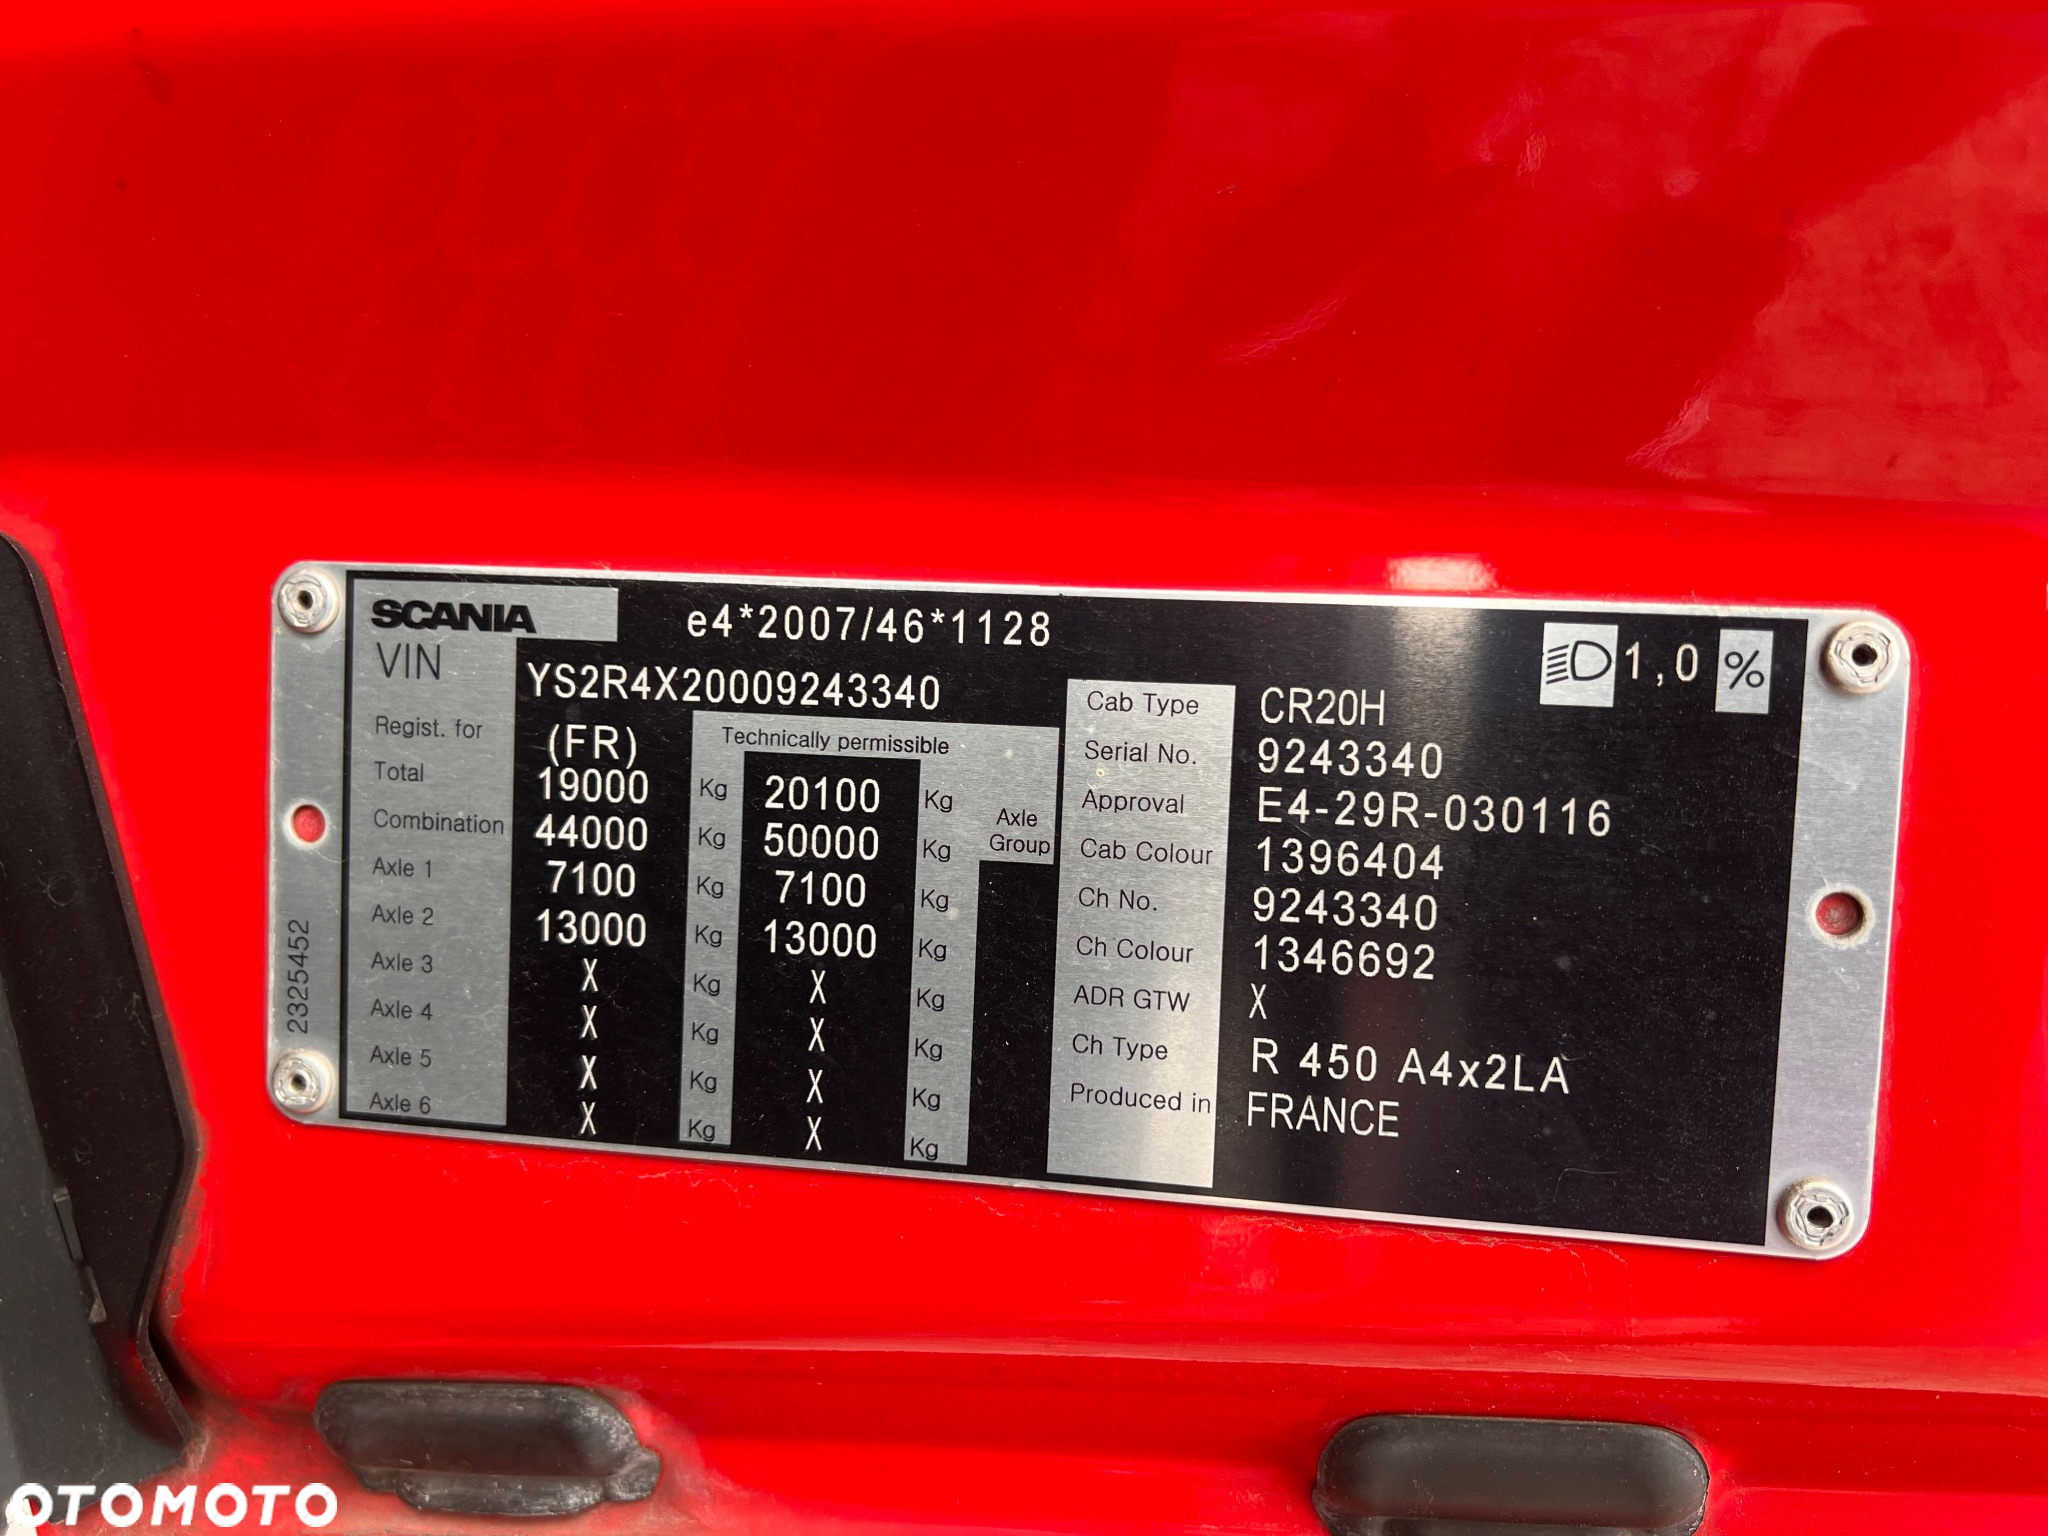 SCANIA e4*2007/46*1128
VIN YS2R4X20009243340
Regist. for (FR)
Technically permissible
Total 19000 Kg 20100 Kg
Combination 44000 Kg 50000 Kg
Axle Group
Axle 1 7100 Kg 7100 Kg
Axle 2 13000 Kg 13000 Kg
Axle 3 X Kg X Kg
Axle 4 X Kg X Kg
Axle 5 X Kg X Kg
Axle 6 X Kg X Kg
1,0 %
Cab Type CR20H
Serial No. 9243340
Approval E4-29R-030116
Cab Colour 1396404
Ch No. 9243340
Ch Colour 1346692
ADR GTW X
Ch Type R 450 A4x2LA
Produced in FRANCE
2325452
OTOMOTO